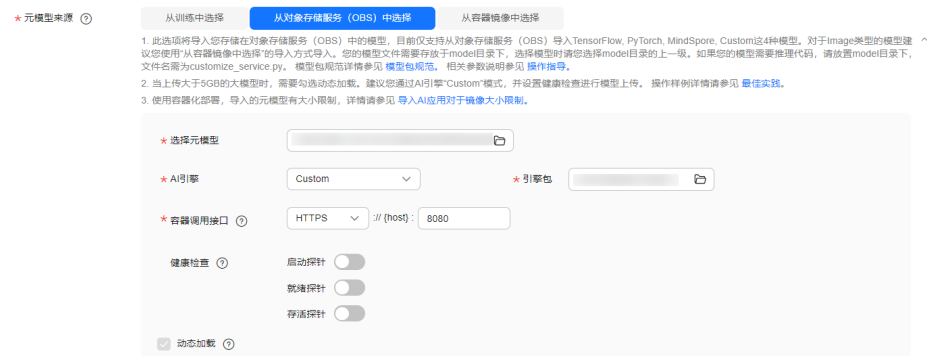 * 元模型来源 ? 从训练中选择 从对象存储服务（OBS）中选择 从容器镜像中选择
1. 此选项将导入您存储在对象存储服务（OBS）中的模型，目前仅支持从对象存储服务（OBS）导入TensorFlow, PyTorch, MindSpore, Custom这4种模型。对于Image类型的模型建
议您使用“从容器镜像中选择”的导入方式导入。您的模型文件需要存放于model目录下，选择模型时请您选择model目录的上一级。如果您的模型需要推理代码，请放置model目录下，
文件名需为customize_service.py。 模型包规范详情参见 模型包规范。 相关参数说明参见 操作指导。
2. 当上传大于5GB的大模型时，需要勾选动态加载。建议您通过AI引擎“Custom”模式，并设置健康检查进行模型上传。 操作样例详情请参见 最佳实践。
3. 使用容器化部署，导入的元模型有大小限制，详情请参见 导入AI应用对于镜像大小限制。
* 选择元模型
* AI引擎 Custom * 引擎包
* 容器调用接口 ? HTTPS :// {host} : 8080
健康检查 ? 启动探针
就绪探针
存活探针
动态加载 ?